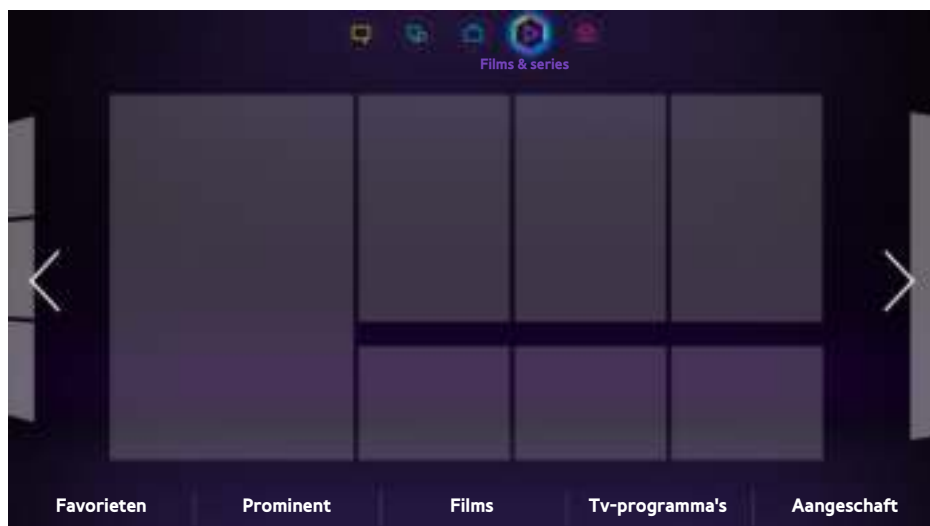 Films & series
Favorieten Prominent Films Tv-programma's Aangeschaft